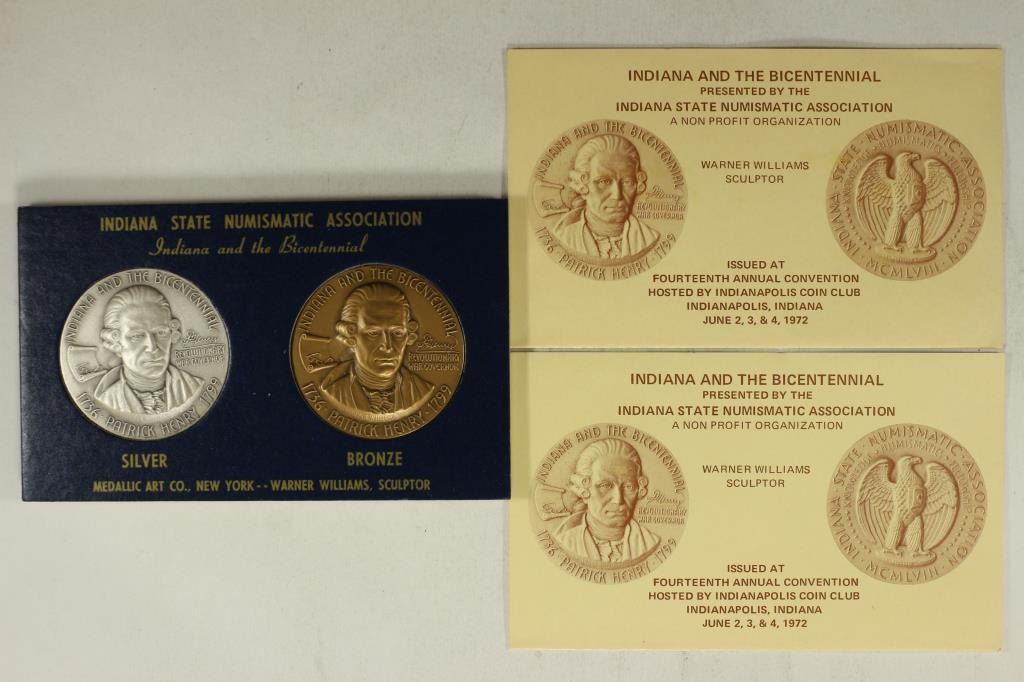 INDIANA STATE NUMISMATIC ASSOCIATION
Indiana and the Bicentennial
INDIANA AND THE BICENTENNIAL
REVOLUTIONARY
WAR GOVERNOR
1736 · PATRICK HENRY · 1799
INDIANA AND THE BICENTENNIAL
REVOLUTIONARY
WAR GOVERNOR
1736 · PATRICK HENRY · 1799
SILVER
BRONZE
MEDALLIC ART CO., NEW YORK -- WARNER WILLIAMS, SCULPTOR
INDIANA AND THE BICENTENNIAL
PRESENTED BY THE
INDIANA STATE NUMISMATIC ASSOCIATION
A NON PROFIT ORGANIZATION
INDIANA AND THE BICENTENNIAL
REVOLUTIONARY
WAR GOVERNOR
1736 · PATRICK HENRY · 1799
WARNER WILLIAMS
SCULPTOR
INDIANA · STATE · NUMISMATIC · ASSOCIATION
· MCMLVIII ·
ISSUED AT
FOURTEENTH ANNUAL CONVENTION
HOSTED BY INDIANAPOLIS COIN CLUB
INDIANAPOLIS, INDIANA
JUNE 2, 3, & 4, 1972
INDIANA AND THE BICENTENNIAL
PRESENTED BY THE
INDIANA STATE NUMISMATIC ASSOCIATION
A NON PROFIT ORGANIZATION
INDIANA AND THE BICENTENNIAL
REVOLUTIONARY
WAR GOVERNOR
1736 · PATRICK HENRY · 1799
WARNER WILLIAMS
SCULPTOR
INDIANA · STATE · NUMISMATIC · ASSOCIATION
· MCMLVIII ·
ISSUED AT
FOURTEENTH ANNUAL CONVENTION
HOSTED BY INDIANAPOLIS COIN CLUB
INDIANAPOLIS, INDIANA
JUNE 2, 3, & 4, 1972